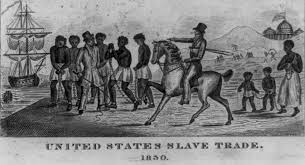 UNITED STATES SLAVE TRADE.
1830.